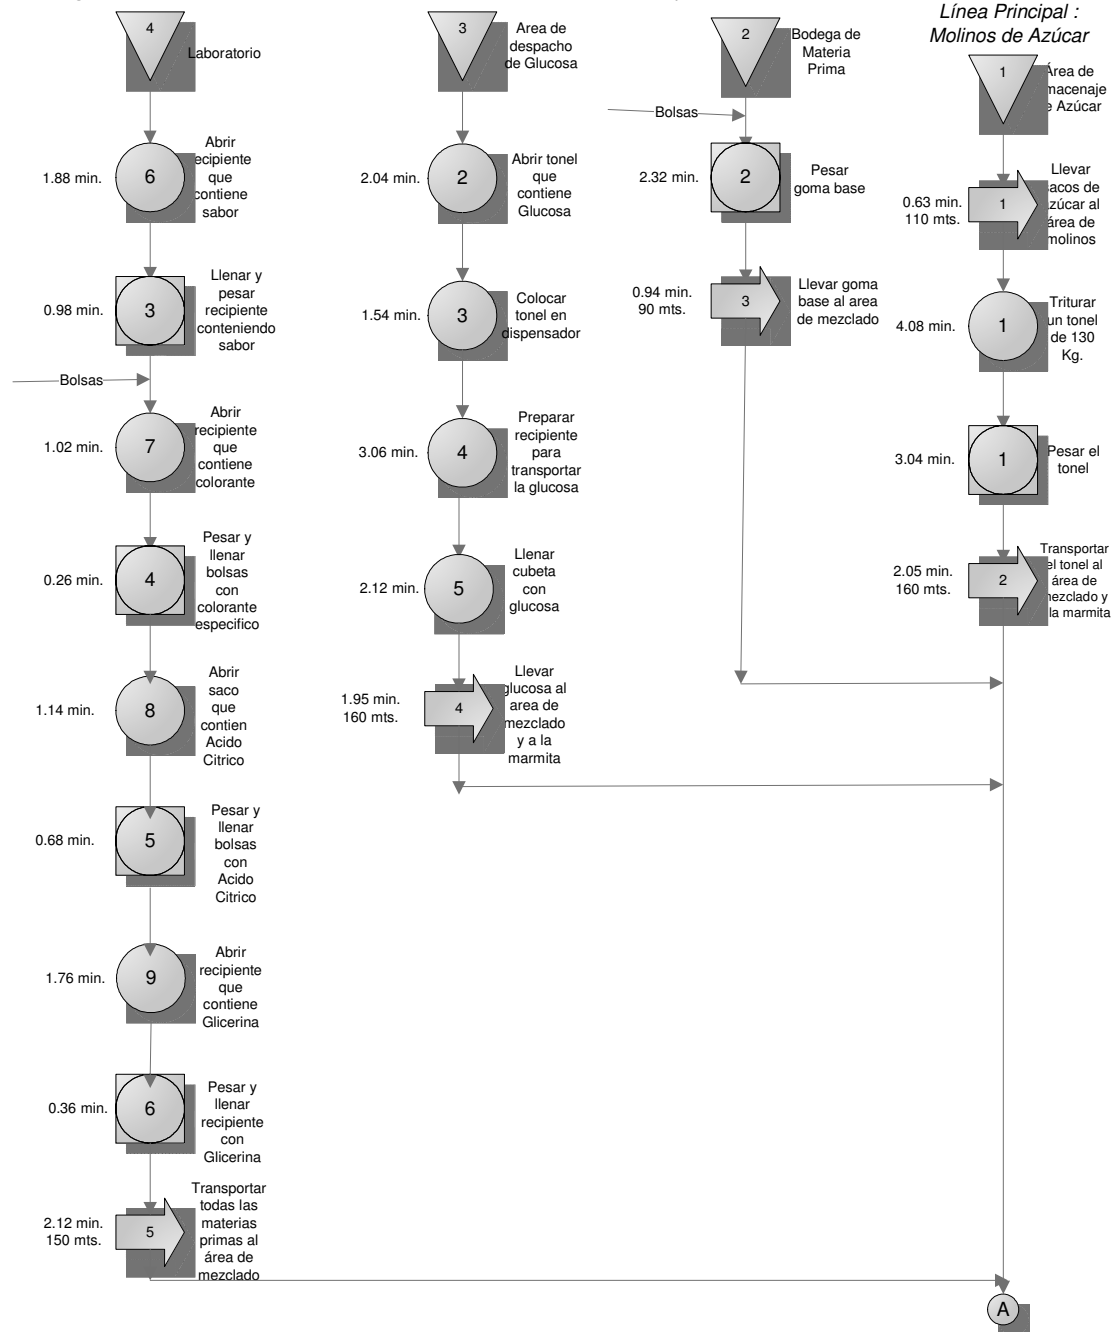 4
Laboratorio
Abrir
recipiente
que
contiene
sabor
1.88 min.
6
Llenar y
pesar
recipiente
conteniendo
sabor
0.98 min.
3
Bolsas
Abrir
recipiente
que
contiene
colorante
1.02 min.
7
Pesar y
llenar
bolsas
con
colorante
especifico
0.26 min.
4
Abrir
saco
que
contien
Acido
Citrico
1.14 min.
8
Pesar y
llenar
bolsas
con
Acido
Citrico
0.68 min.
5
Abrir
recipiente
que
contiene
Glicerina
1.76 min.
9
Pesar y
llenar
recipiente
con
Glicerina
0.36 min.
6
Transportar
todas las
materias
primas al
área de
mezclado
2.12 min.
150 mts.
5
3
Area de
despacho
de Glucosa
2.04 min.
2
Abrir tonel
que
contiene
Glucosa
1.54 min.
3
Colocar
tonel en
dispensador
3.06 min.
4
Preparar
recipiente
para
transportar
la glucosa
2.12 min.
5
Llenar
cubeta
con
glucosa
1.95 min.
160 mts.
4
Llevar
glucosa al
area de
mezclado
y a la
marmita
2
Bodega de
Materia
Prima
Bolsas
2.32 min.
2
Pesar
goma base
0.94 min.
90 mts.
3
Llevar goma
base al area
de mezclado
Línea Principal :
Molinos de Azúcar
1
Área de
macenaje
e Azúcar
0.63 min.
110 mts.
1
Llevar
sacos de
azúcar al
área de
molinos
4.08 min.
1
Triturar
un tonel
de 130
Kg.
3.04 min.
1
Pesar el
tonel
2.05 min.
160 mts.
2
Transportar
el tonel al
área de
mezclado y
la marmita
A